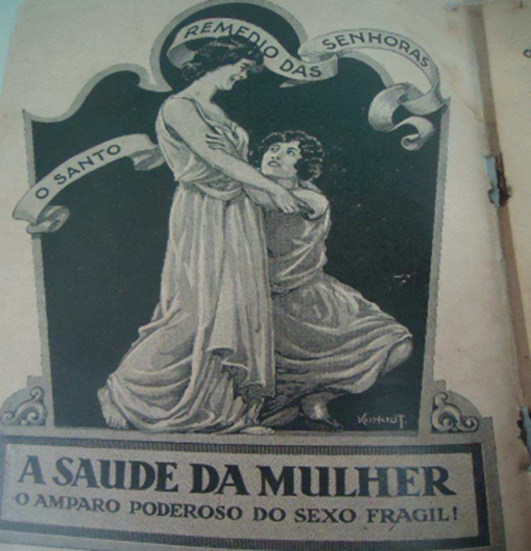 O SANTO
REMEDIO DAS SENHORAS
A SAUDE DA MULHER
O AMPARO PODEROSO DO SEXO FRAGIL!